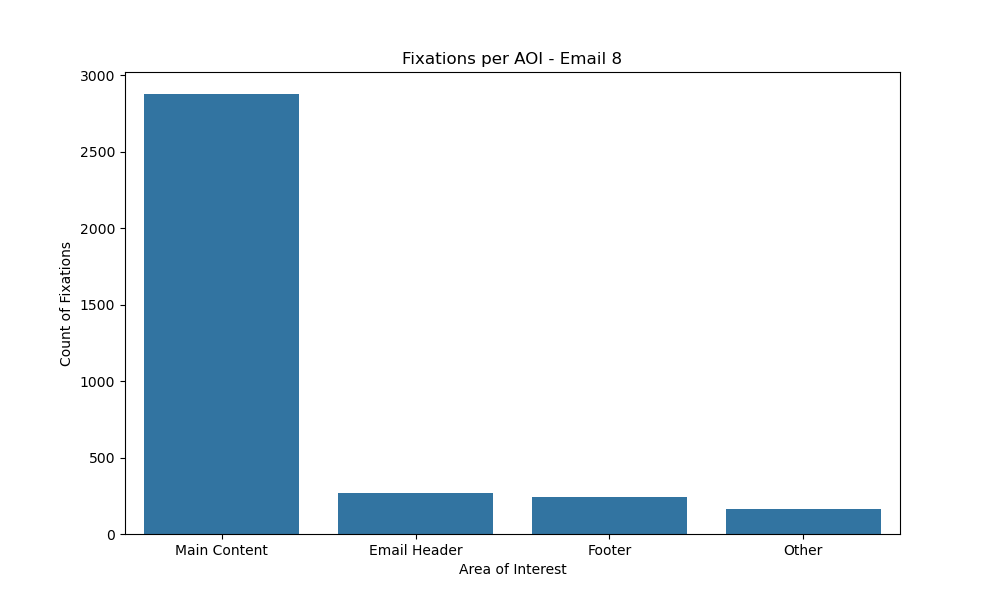 Fixations per AOI - Email 8
3000
2500
2000
1500
1000
500
0
Count of Fixations
Main Content
Email Header
Footer
Other
Area of Interest